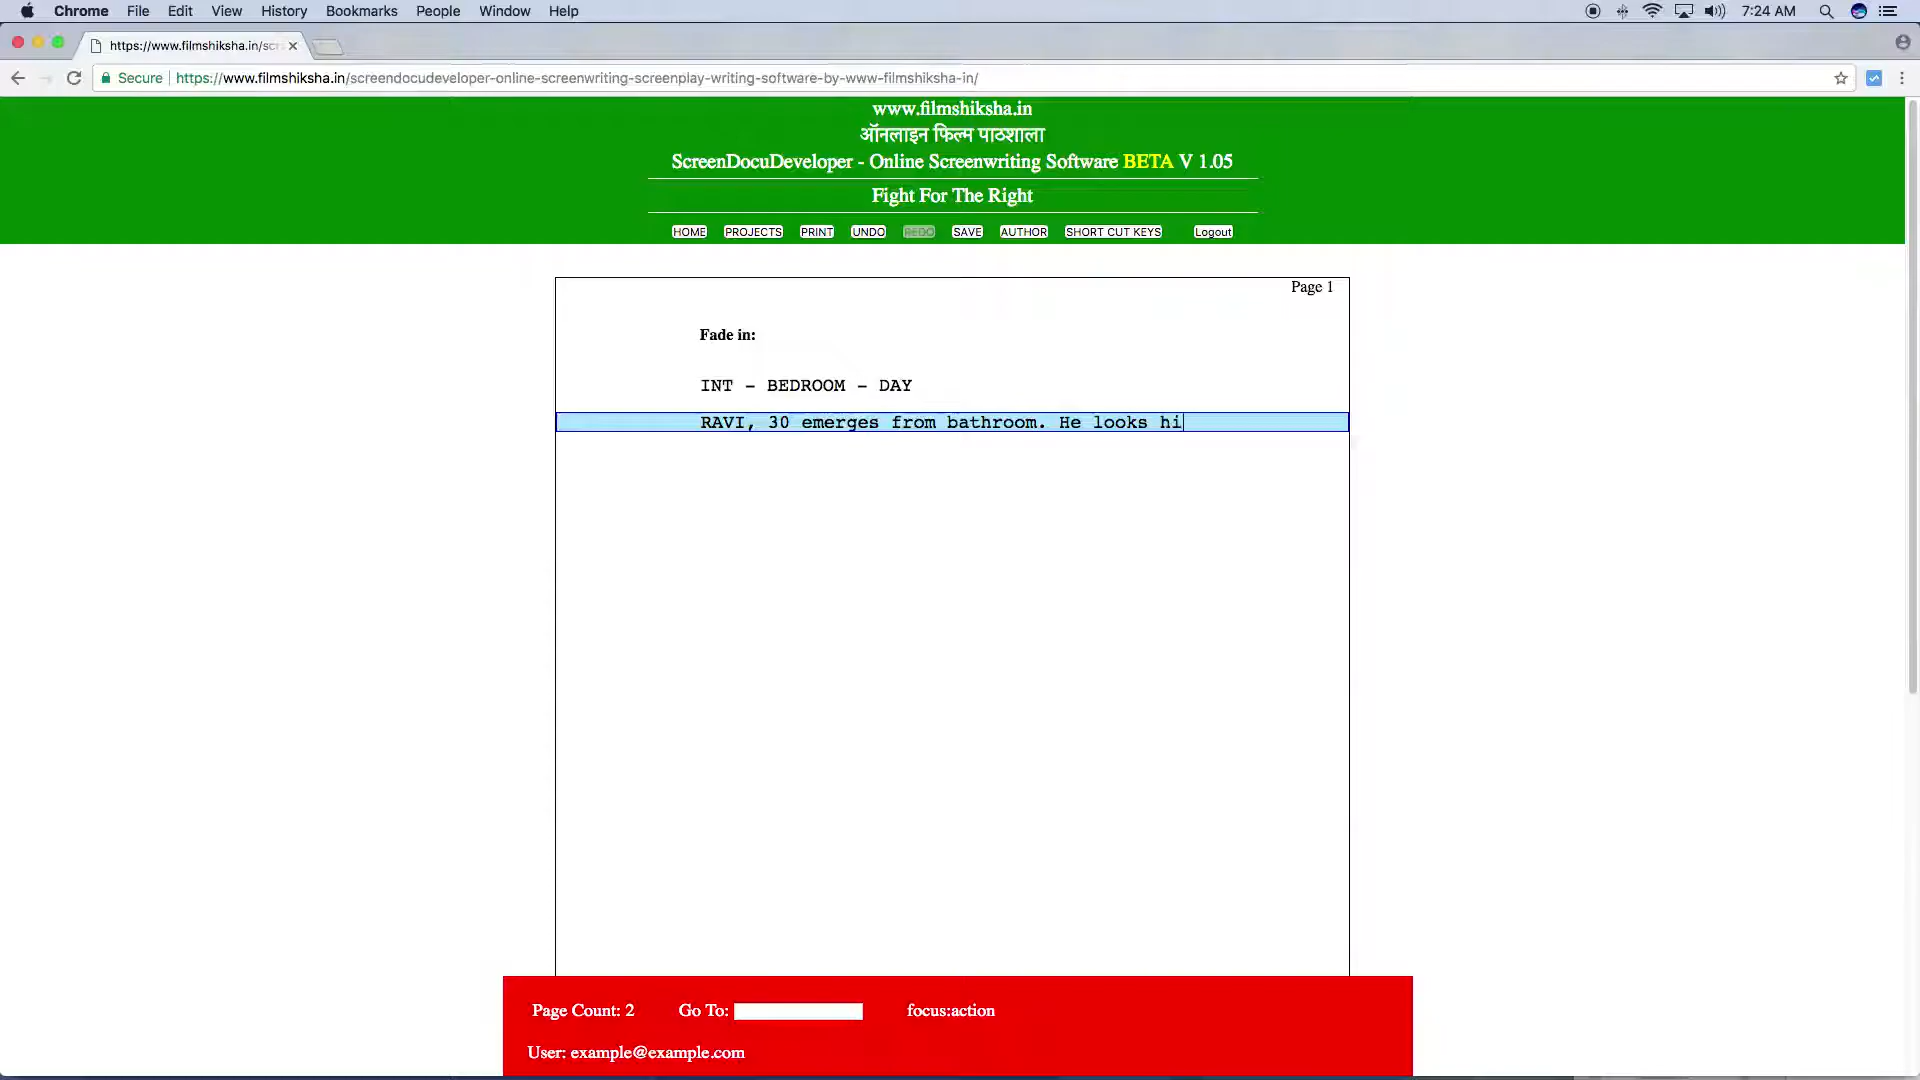 Chrome File Edit View History Bookmarks People Window Help 7:24 AM
https://www.filmshiksha.in/scr
Secure https://www.filmshiksha.in/screendocudeveloper-online-screenwriting-screenplay-writing-software-by-www-filmshiksha-in/
www.filmshiksha.in
ऑनलाइन फिल्म पाठशाला
ScreenDocuDeveloper - Online Screenwriting Software BETA V 1.05
Fight For The Right
HOME PROJECTS PRINT UNDO REDO SAVE AUTHOR SHORT CUT KEYS Logout
Page 1
Fade in:
INT - BEDROOM - DAY
RAVI, 30 emerges from bathroom. He looks hi
Page Count: 2 Go To: focus:action
User: example@example.com